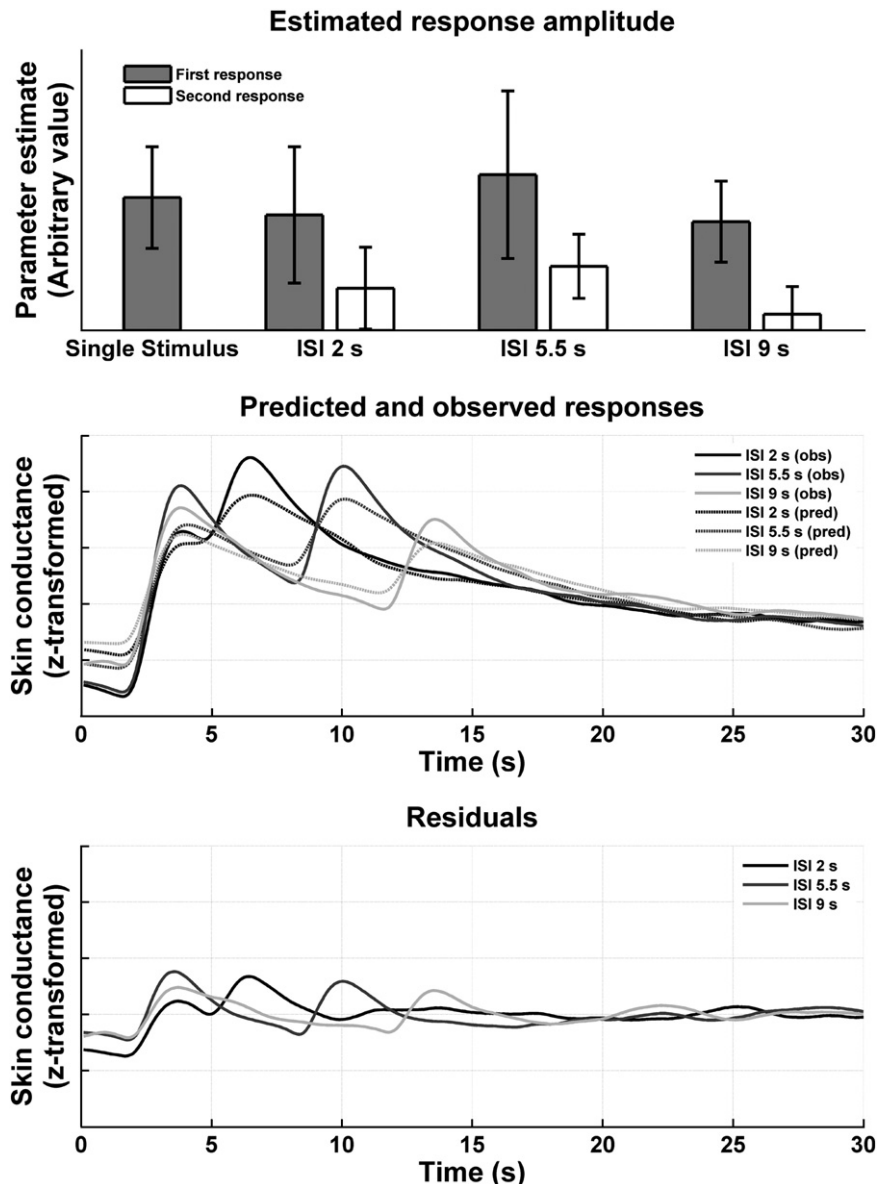 Estimated response amplitude
Parameter estimate
(Arbitrary value)
First response
Second response
Single Stimulus ISI 2 s ISI 5.5 s ISI 9 s
Predicted and observed responses
Skin conductance
(z-transformed)
ISI 2 s (obs)
ISI 5.5 s (obs)
ISI 9 s (obs)
ISI 2 s (pred)
ISI 5.5 s (pred)
ISI 9 s (pred)
0 5 10 15 20 25 30
Time (s)
Residuals
Skin conductance
(z-transformed)
ISI 2 s
ISI 5.5 s
ISI 9 s
0 5 10 15 20 25 30
Time (s)